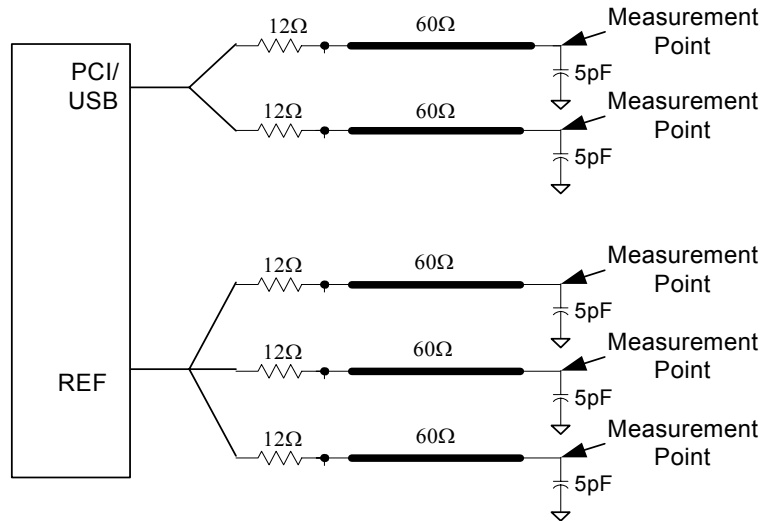 12Ω
60Ω
Measurement
Point
5pF
PCI/
USB
12Ω
60Ω
Measurement
Point
5pF
12Ω
60Ω
Measurement
Point
5pF
REF
12Ω
60Ω
Measurement
Point
5pF
12Ω
60Ω
Measurement
Point
5pF